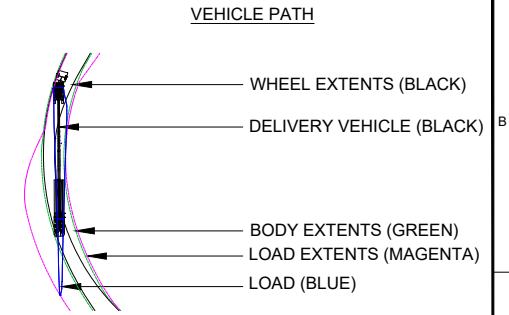 VEHICLE PATH
WHEEL EXTENTS (BLACK)
DELIVERY VEHICLE (BLACK)
B
BODY EXTENTS (GREEN)
LOAD EXTENTS (MAGENTA)
LOAD (BLUE)